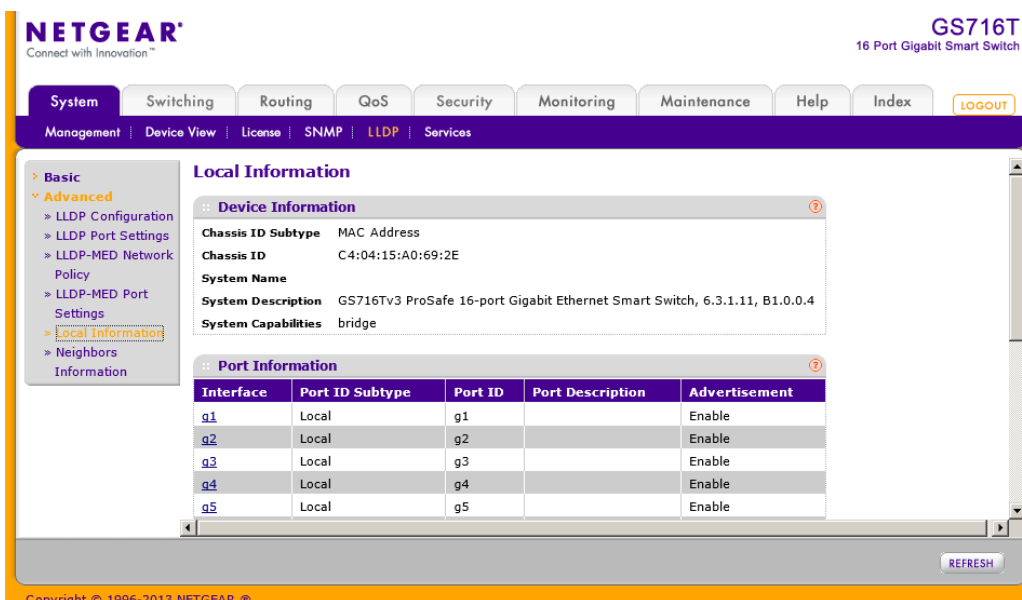 NETGEAR®
Connect with Innovation™
GS716T
16 Port Gigabit Smart Switch
System Switching Routing QoS Security Monitoring Maintenance Help Index LOGOUT
Management Device View License SNMP LLDP Services
Basic
Advanced
» LLDP Configuration
» LLDP Port Settings
» LLDP-MED Network
Policy
» LLDP-MED Port
Settings
» Local Information
» Neighbors
Information
Local Information
Device Information
Chassis ID Subtype MAC Address
Chassis ID C4:04:15:A0:69:2E
System Name
System Description GS716Tv3 ProSafe 16-port Gigabit Ethernet Smart Switch, 6.3.1.11, B1.0.0.4
System Capabilities bridge
Port Information
Interface Port ID Subtype Port ID Port Description Advertisement
g1 Local g1 Enable
g2 Local g2 Enable
g3 Local g3 Enable
g4 Local g4 Enable
g5 Local g5 Enable
REFRESH
Copyright © 1996-2013 NETGEAR ®